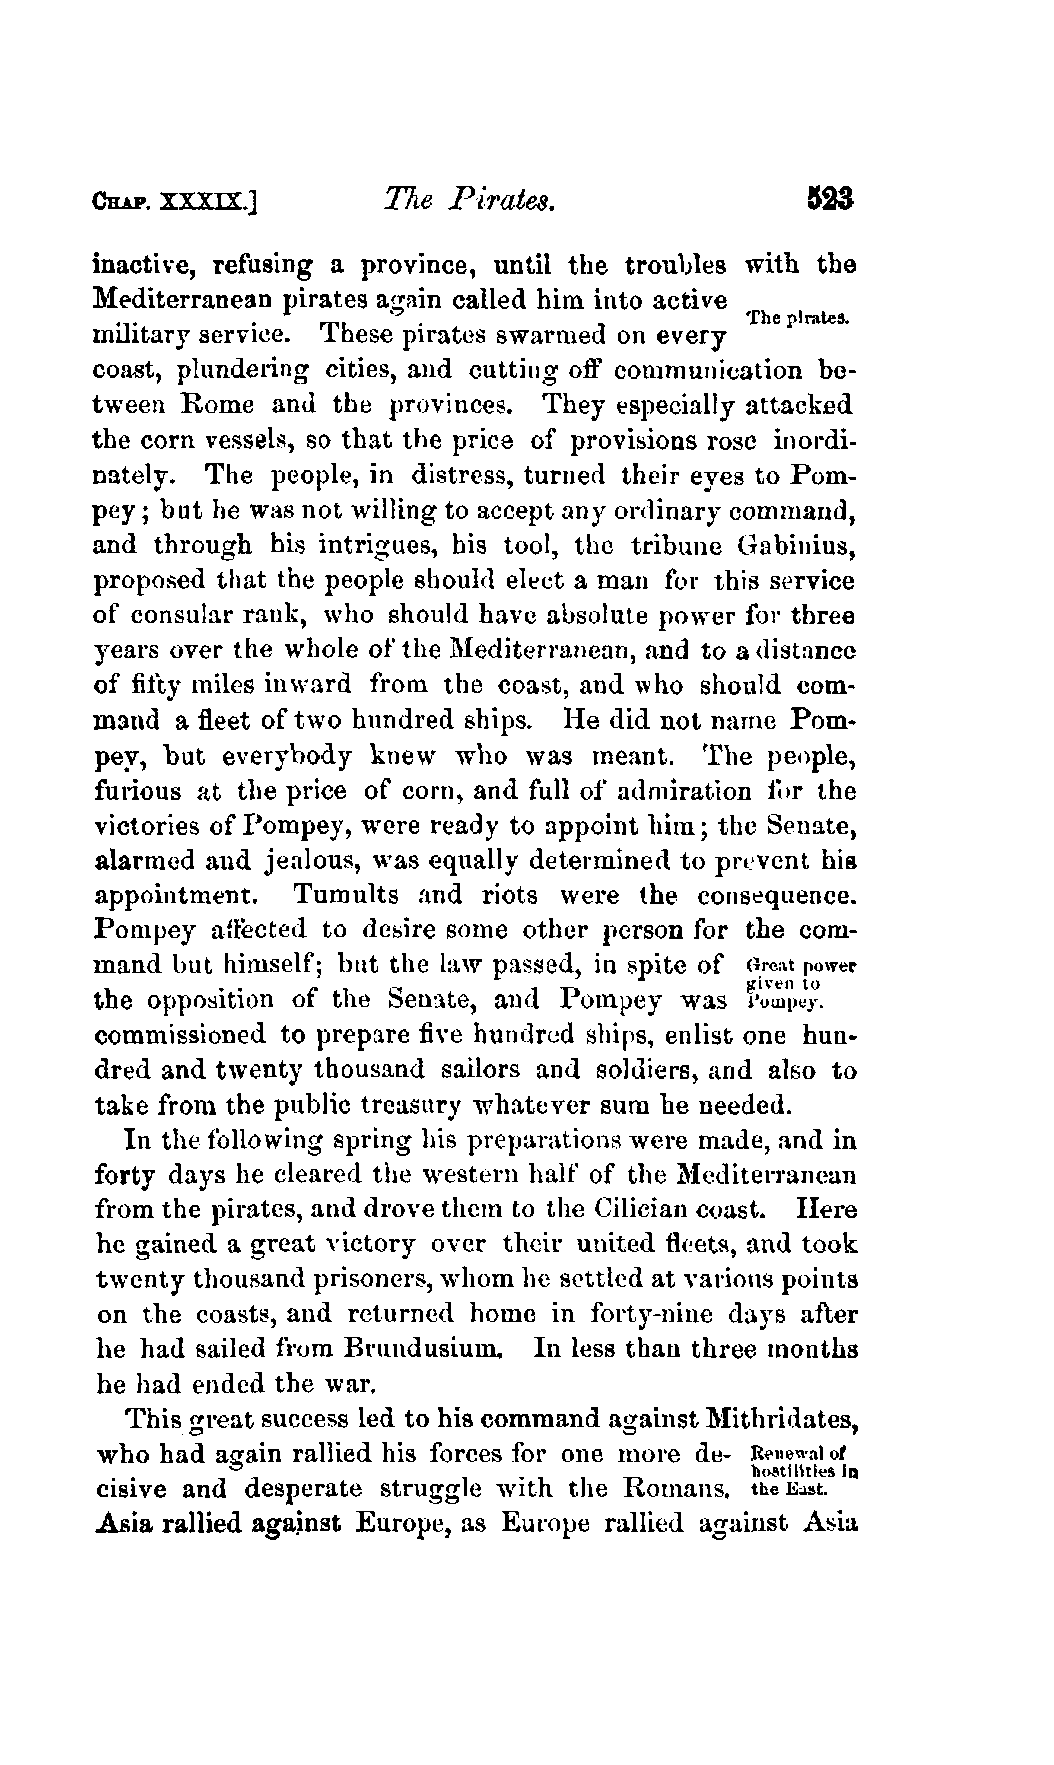 CHAP. XXXIX.] The Pirates. 523
inactive, refusing a province, until the troubles with the
Mediterranean pirates again called him into active
The pirates.
military service. These pirates swarmed on every
coast, plundering cities, and cutting off communication be-
tween Rome and the provinces. They especially attacked
the corn vessels, so that the price of provisions rose inordi-
nately. The people, in distress, turned their eyes to Pom-
pey; but he was not willing to accept any ordinary command,
and through his intrigues, his tool, the tribune Gabinius,
proposed that the people should elect a man for this service
of consular rank, who should have absolute power for three
years over the whole of the Mediterranean, and to a distance
of fifty miles inward from the coast, and who should com-
mand a fleet of two hundred ships. He did not name Pom-
pey, but everybody knew who was meant. The people,
furious at the price of corn, and full of admiration for the
victories of Pompey, were ready to appoint him; the Senate,
alarmed and jealous, was equally determined to prevent his
appointment. Tumults and riots were the consequence.
Pompey affected to desire some other person for the com-
mand but himself; but the law passed, in spite of
Great power
given to
Pompey.
the opposition of the Senate, and Pompey was
commissioned to prepare five hundred ships, enlist one hun-
dred and twenty thousand sailors and soldiers, and also to
take from the public treasury whatever sum he needed.
In the following spring his preparations were made, and in
forty days he cleared the western half of the Mediterranean
from the pirates, and drove them to the Cilician coast. Here
he gained a great victory over their united fleets, and took
twenty thousand prisoners, whom he settled at various points
on the coasts, and returned home in forty-nine days after
he had sailed from Brundusium. In less than three months
he had ended the war.
This great success led to his command against Mithridates,
who had again rallied his forces for one more de-
Renewal of
hostilities in
the East.
cisive and desperate struggle with the Romans.
Asia rallied against Europe, as Europe rallied against Asia